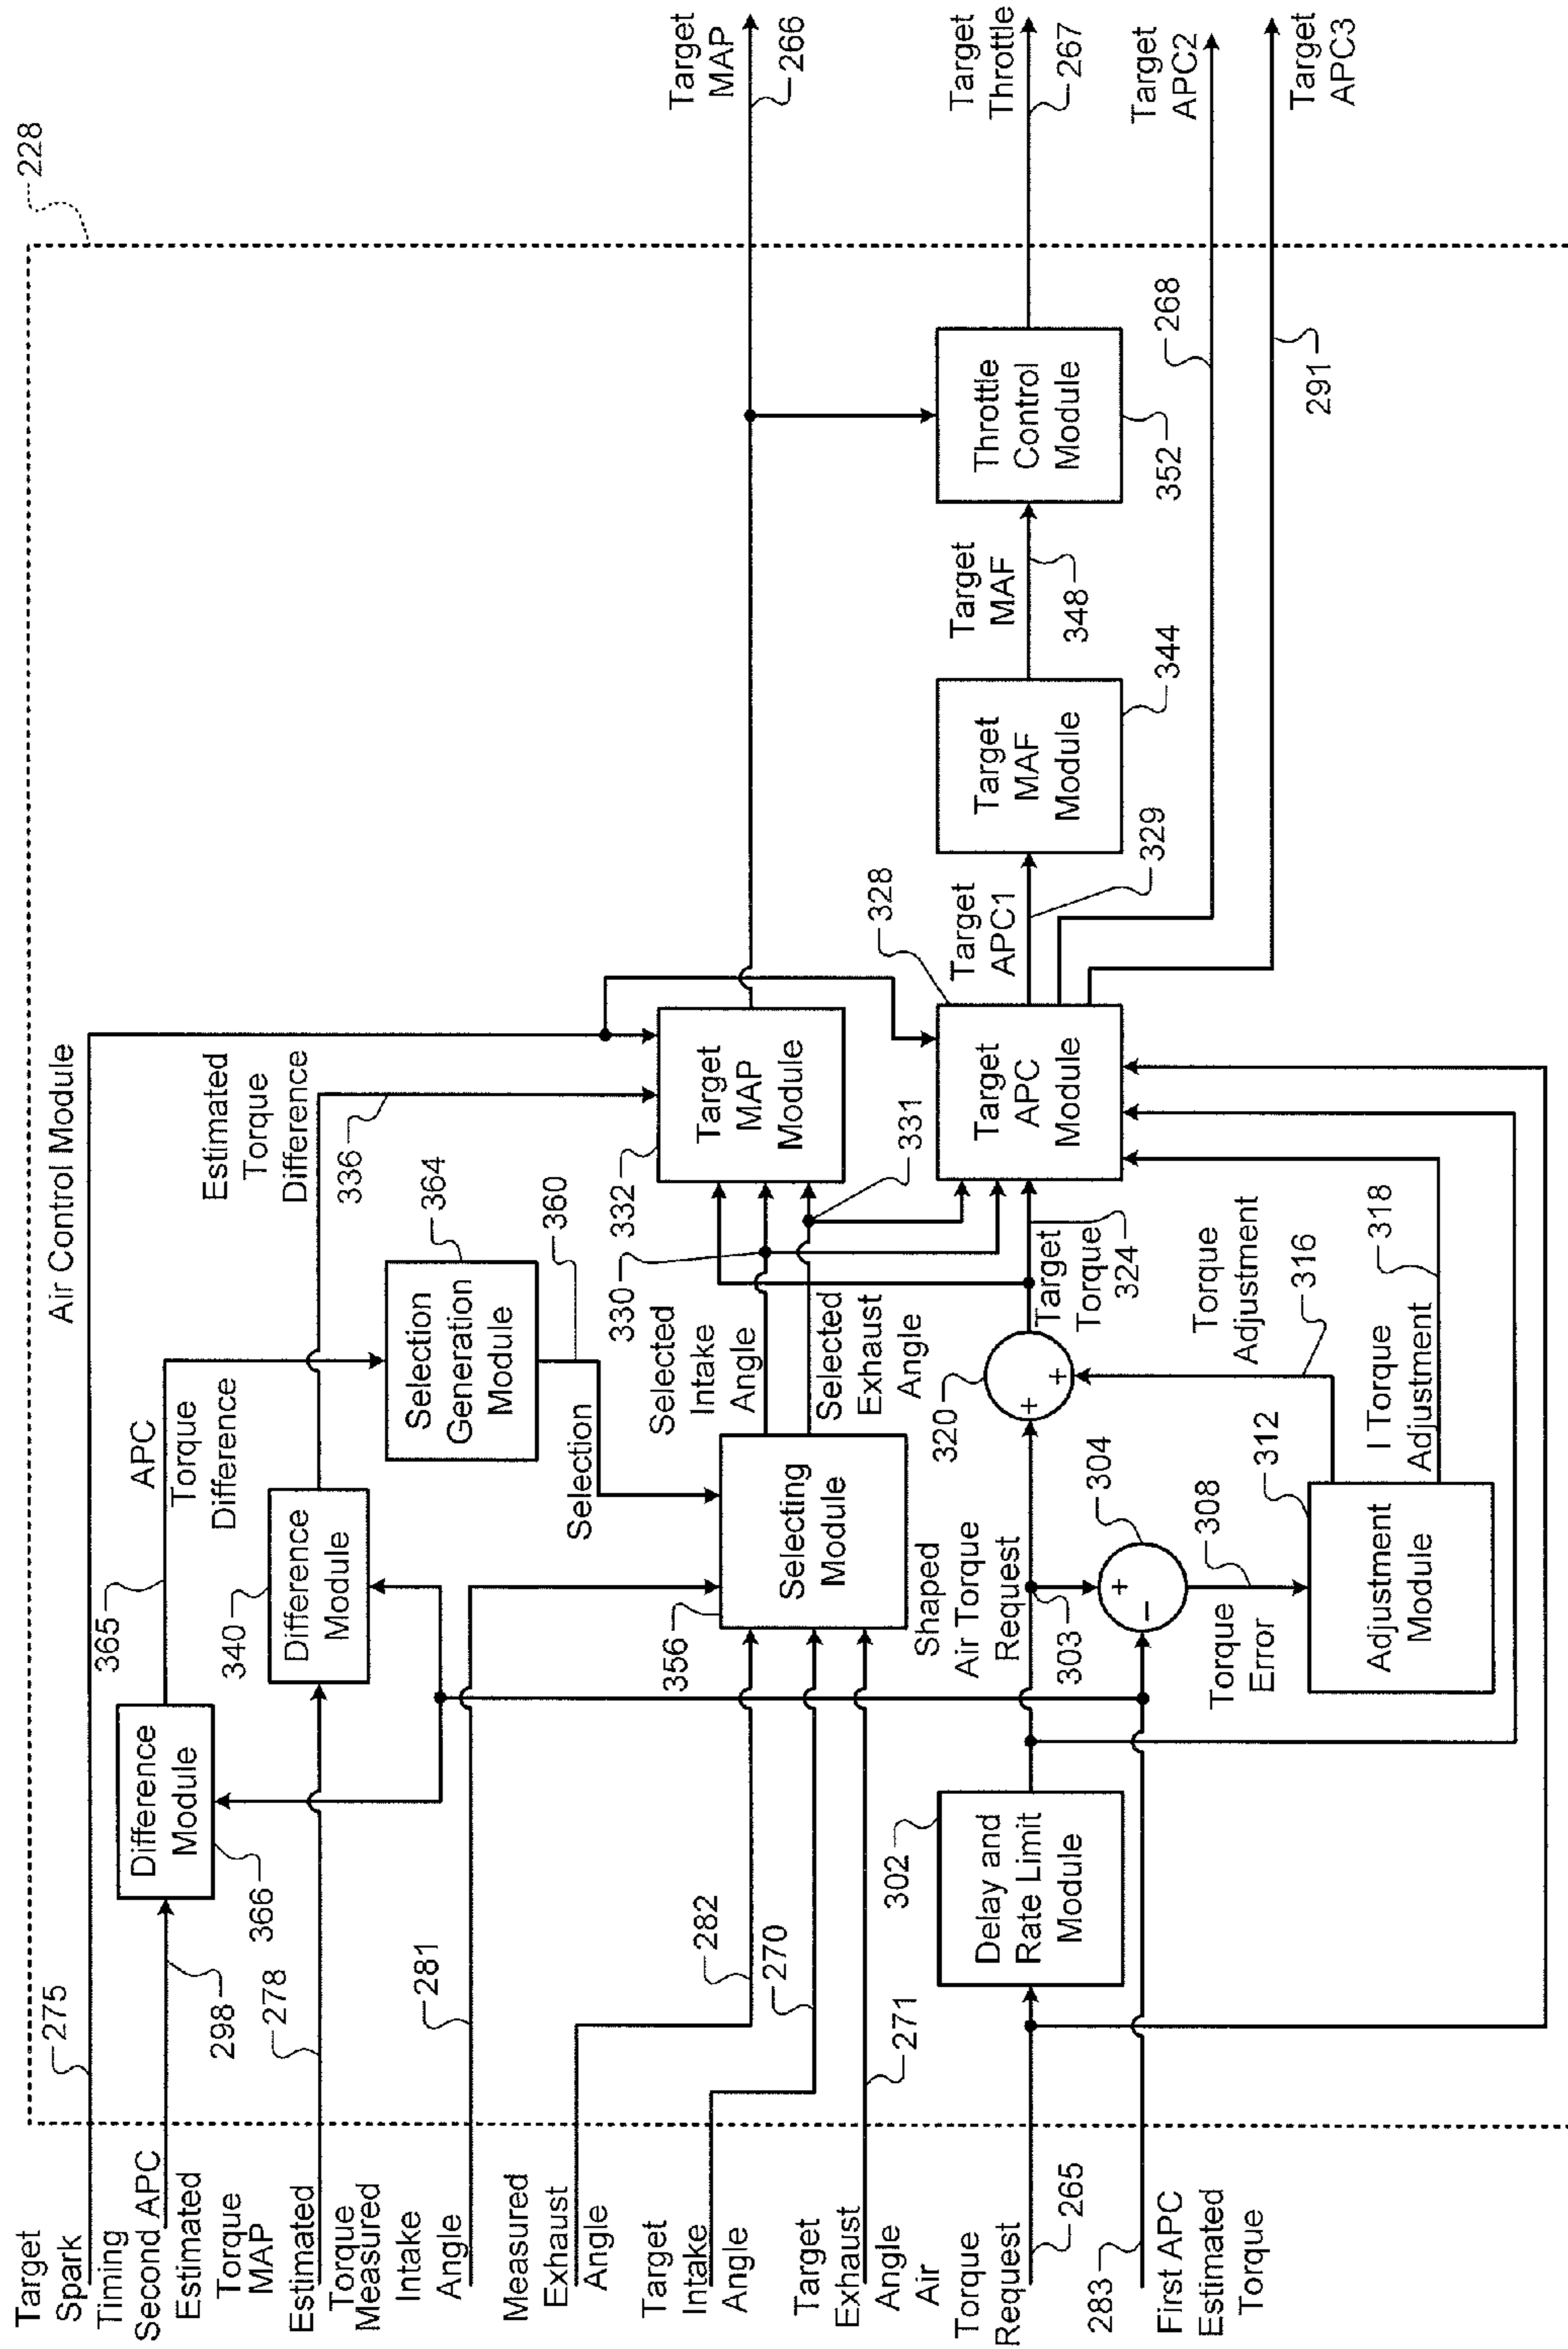 228
Air Control Module
Target
Spark
Timing
275
Second APC
Estimated
Torque
298
MAP
Estimated
Torque
278
Measured
Intake
Angle
281
Measured
Exhaust
Angle
282
Target
Intake
Angle
270
Target
Exhaust
Angle
271
Air
Torque
Request
265
283
First APC
Estimated
Torque
Difference
Module
366
365
APC
Torque
Difference
340
Difference
Module
Estimated
Torque
Difference
336
Selection
Generation
Module
364
360
Selection
356
Selecting
Module
Selected
Intake
Angle
330
Selected
Exhaust
Angle
331
332
Target
MAP
Module
Target
MAP
266
302
Delay and
Rate Limit
Module
Shaped
Air Torque
Request
303
+
−
304
Torque
Error
308
312
Adjustment
Module
320
+
+
Torque
Adjustment
316
I Torque
Adjustment
318
Target
Torque
324
328
Target
APC
Module
Target
APC1
329
Target
MAF
Module
344
Target
MAF
348
Throttle
Control
Module
352
Target
Throttle
267
268
Target
APC2
291
Target
APC3